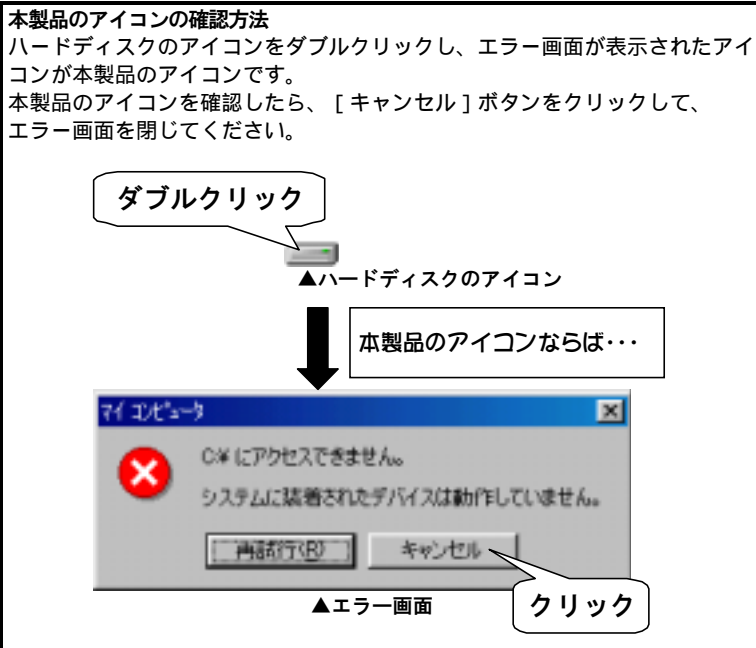 本製品のアイコンの確認方法
ハードディスクのアイコンをダブルクリックし、エラー画面が表示されたアイ
コンが本製品のアイコンです。
本製品のアイコンを確認したら、［キャンセル］ボタンをクリックして、
エラー画面を閉じてください。
ダブルクリック
▲ハードディスクのアイコン
本製品のアイコンならば･･･
ﾏｲ ｺﾝﾋﾟｭｰﾀ
C:¥ にアクセスできません。
システムに装着されたデバイスは動作していません。
再試行(R)
キャンセル
▲エラー画面
クリック